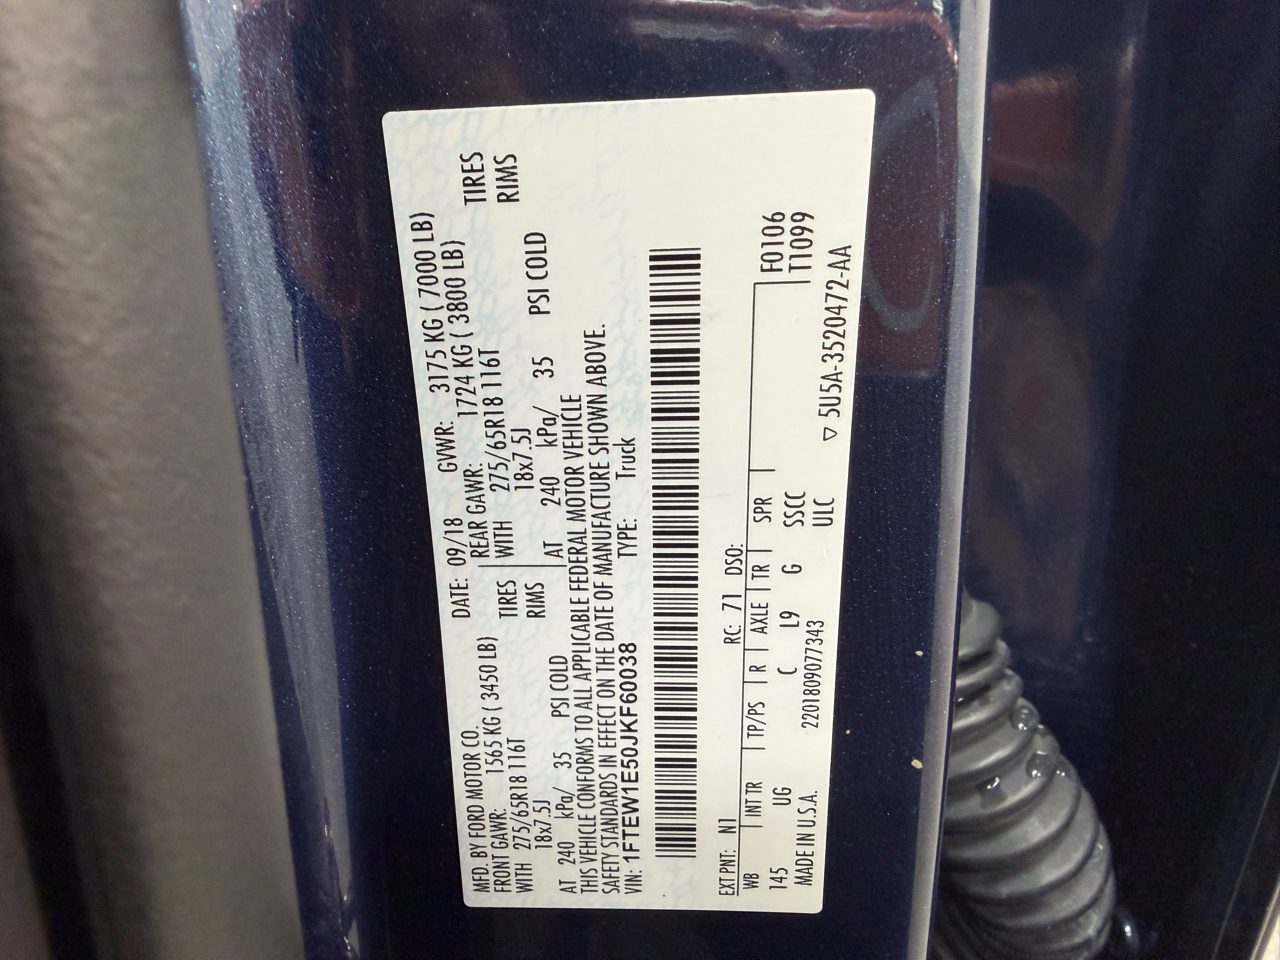 MFD. BY FORD MOTOR CO.
DATE: 09/18 GVWR: 3175 KG ( 7000 LB)
FRONT GAWR: 1565 KG ( 3450 LB) REAR GAWR: 1724 KG ( 3800 LB)
WITH 275/65R18 116T TIRES WITH 275/65R18 116T TIRES
18x7.5J RIMS 18x7.5J RIMS
AT 240 kPa/ 35 PSI COLD AT 240 kPa/ 35 PSI COLD
THIS VEHICLE CONFORMS TO ALL APPLICABLE FEDERAL MOTOR VEHICLE
SAFETY STANDARDS IN EFFECT ON THE DATE OF MANUFACTURE SHOWN ABOVE.
VIN: 1FTEW1E50JKF60038 TYPE: Truck
EXT PNT: N1 RC: 71 DSO:
WB INT TR TP/PS R AXLE TR SPR F0106
145 UG C L9 G SSCC T1099
MADE IN U.S.A. 2201809077343 ULC
▽ 5U5A-3520472-AA